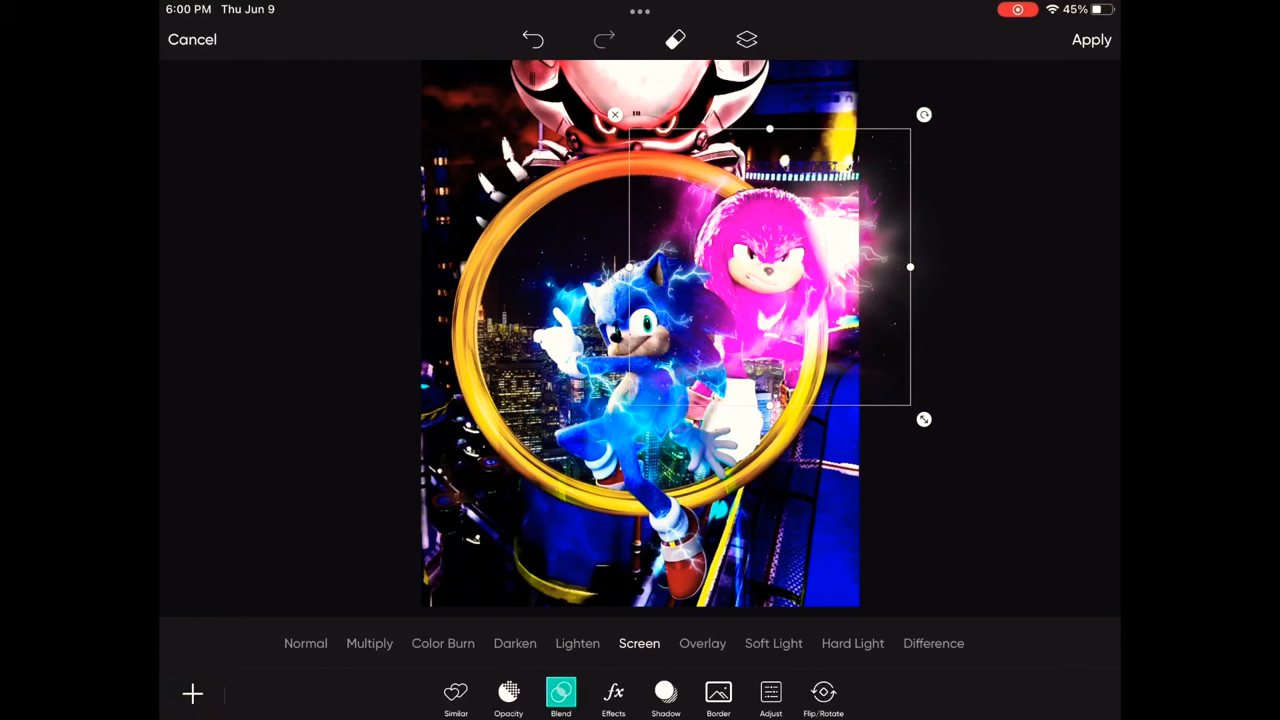 6:00 PM Thu Jun 9
45%
Cancel
Apply
Normal Multiply Color Burn Darken Lighten Screen Overlay Soft Light Hard Light Difference
Similar Opacity Blend Effects Shadow Border Adjust Flip/Rotate